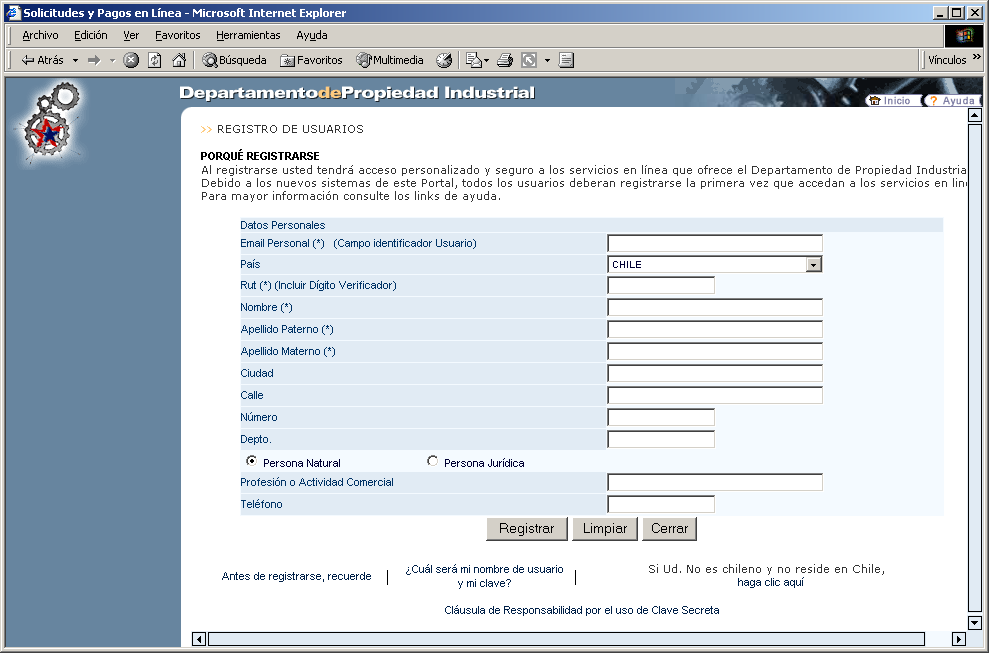 Solicitudes y Pagos en Línea - Microsoft Internet Explorer
Archivo Edición Ver Favoritos Herramientas Ayuda
Atrás Búsqueda Favoritos Multimedia Vínculos »
DepartamentodePropiedad Industrial
Inicio ? Ayuda
>> REGISTRO DE USUARIOS
PORQUÉ REGISTRARSE
Al registrarse usted tendrá acceso personalizado y seguro a los servicios en línea que ofrece el Departamento de Propiedad Industria
Debido a los nuevos sistemas de este Portal, todos los usuarios deberan registrarse la primera vez que accedan a los servicios en lin
Para mayor información consulte los links de ayuda.
Datos Personales
Email Personal (*) (Campo identificador Usuario)
País CHILE
Rut (*) (Incluir Dígito Verificador)
Nombre (*)
Apellido Paterno (*)
Apellido Materno (*)
Ciudad
Calle
Número
Depto.
Persona Natural Persona Jurídica
Profesión o Actividad Comercial
Teléfono
Registrar Limpiar Cerrar
Antes de registrarse, recuerde
¿Cuál será mi nombre de usuario
y mi clave?
Si Ud. No es chileno y no reside en Chile,
haga clic aquí
Cláusula de Responsabilidad por el uso de Clave Secreta